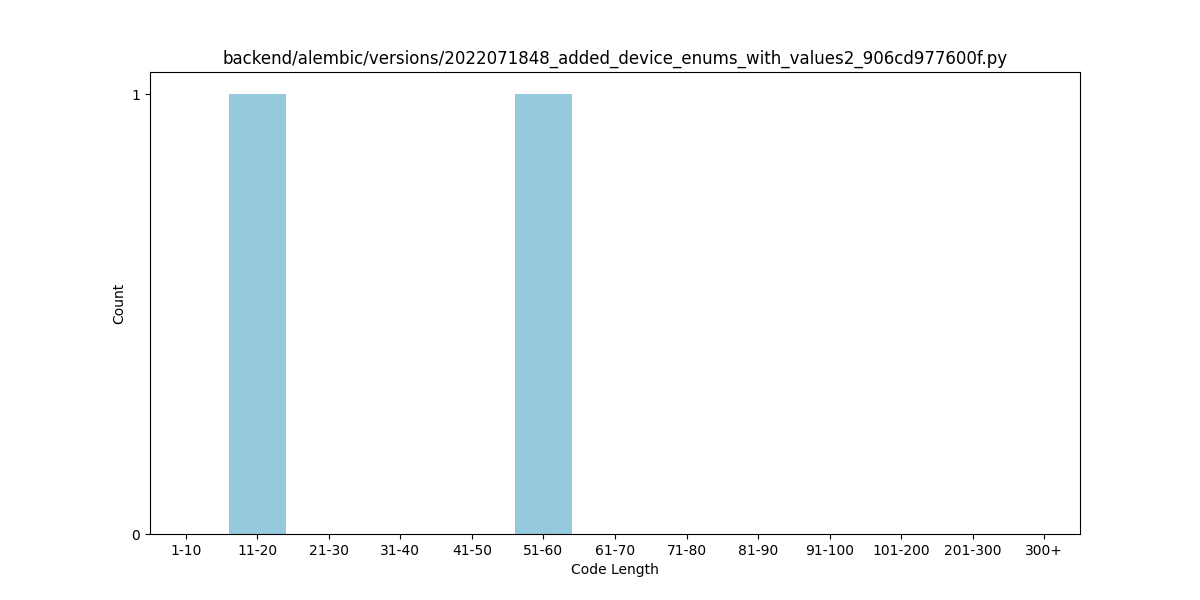 backend/alembic/versions/2022071848_added_device_enums_with_values2_906cd977600f.py
Count
1
0
1-10 11-20 21-30 31-40 41-50 51-60 61-70 71-80 81-90 91-100 101-200 201-300 300+
Code Length